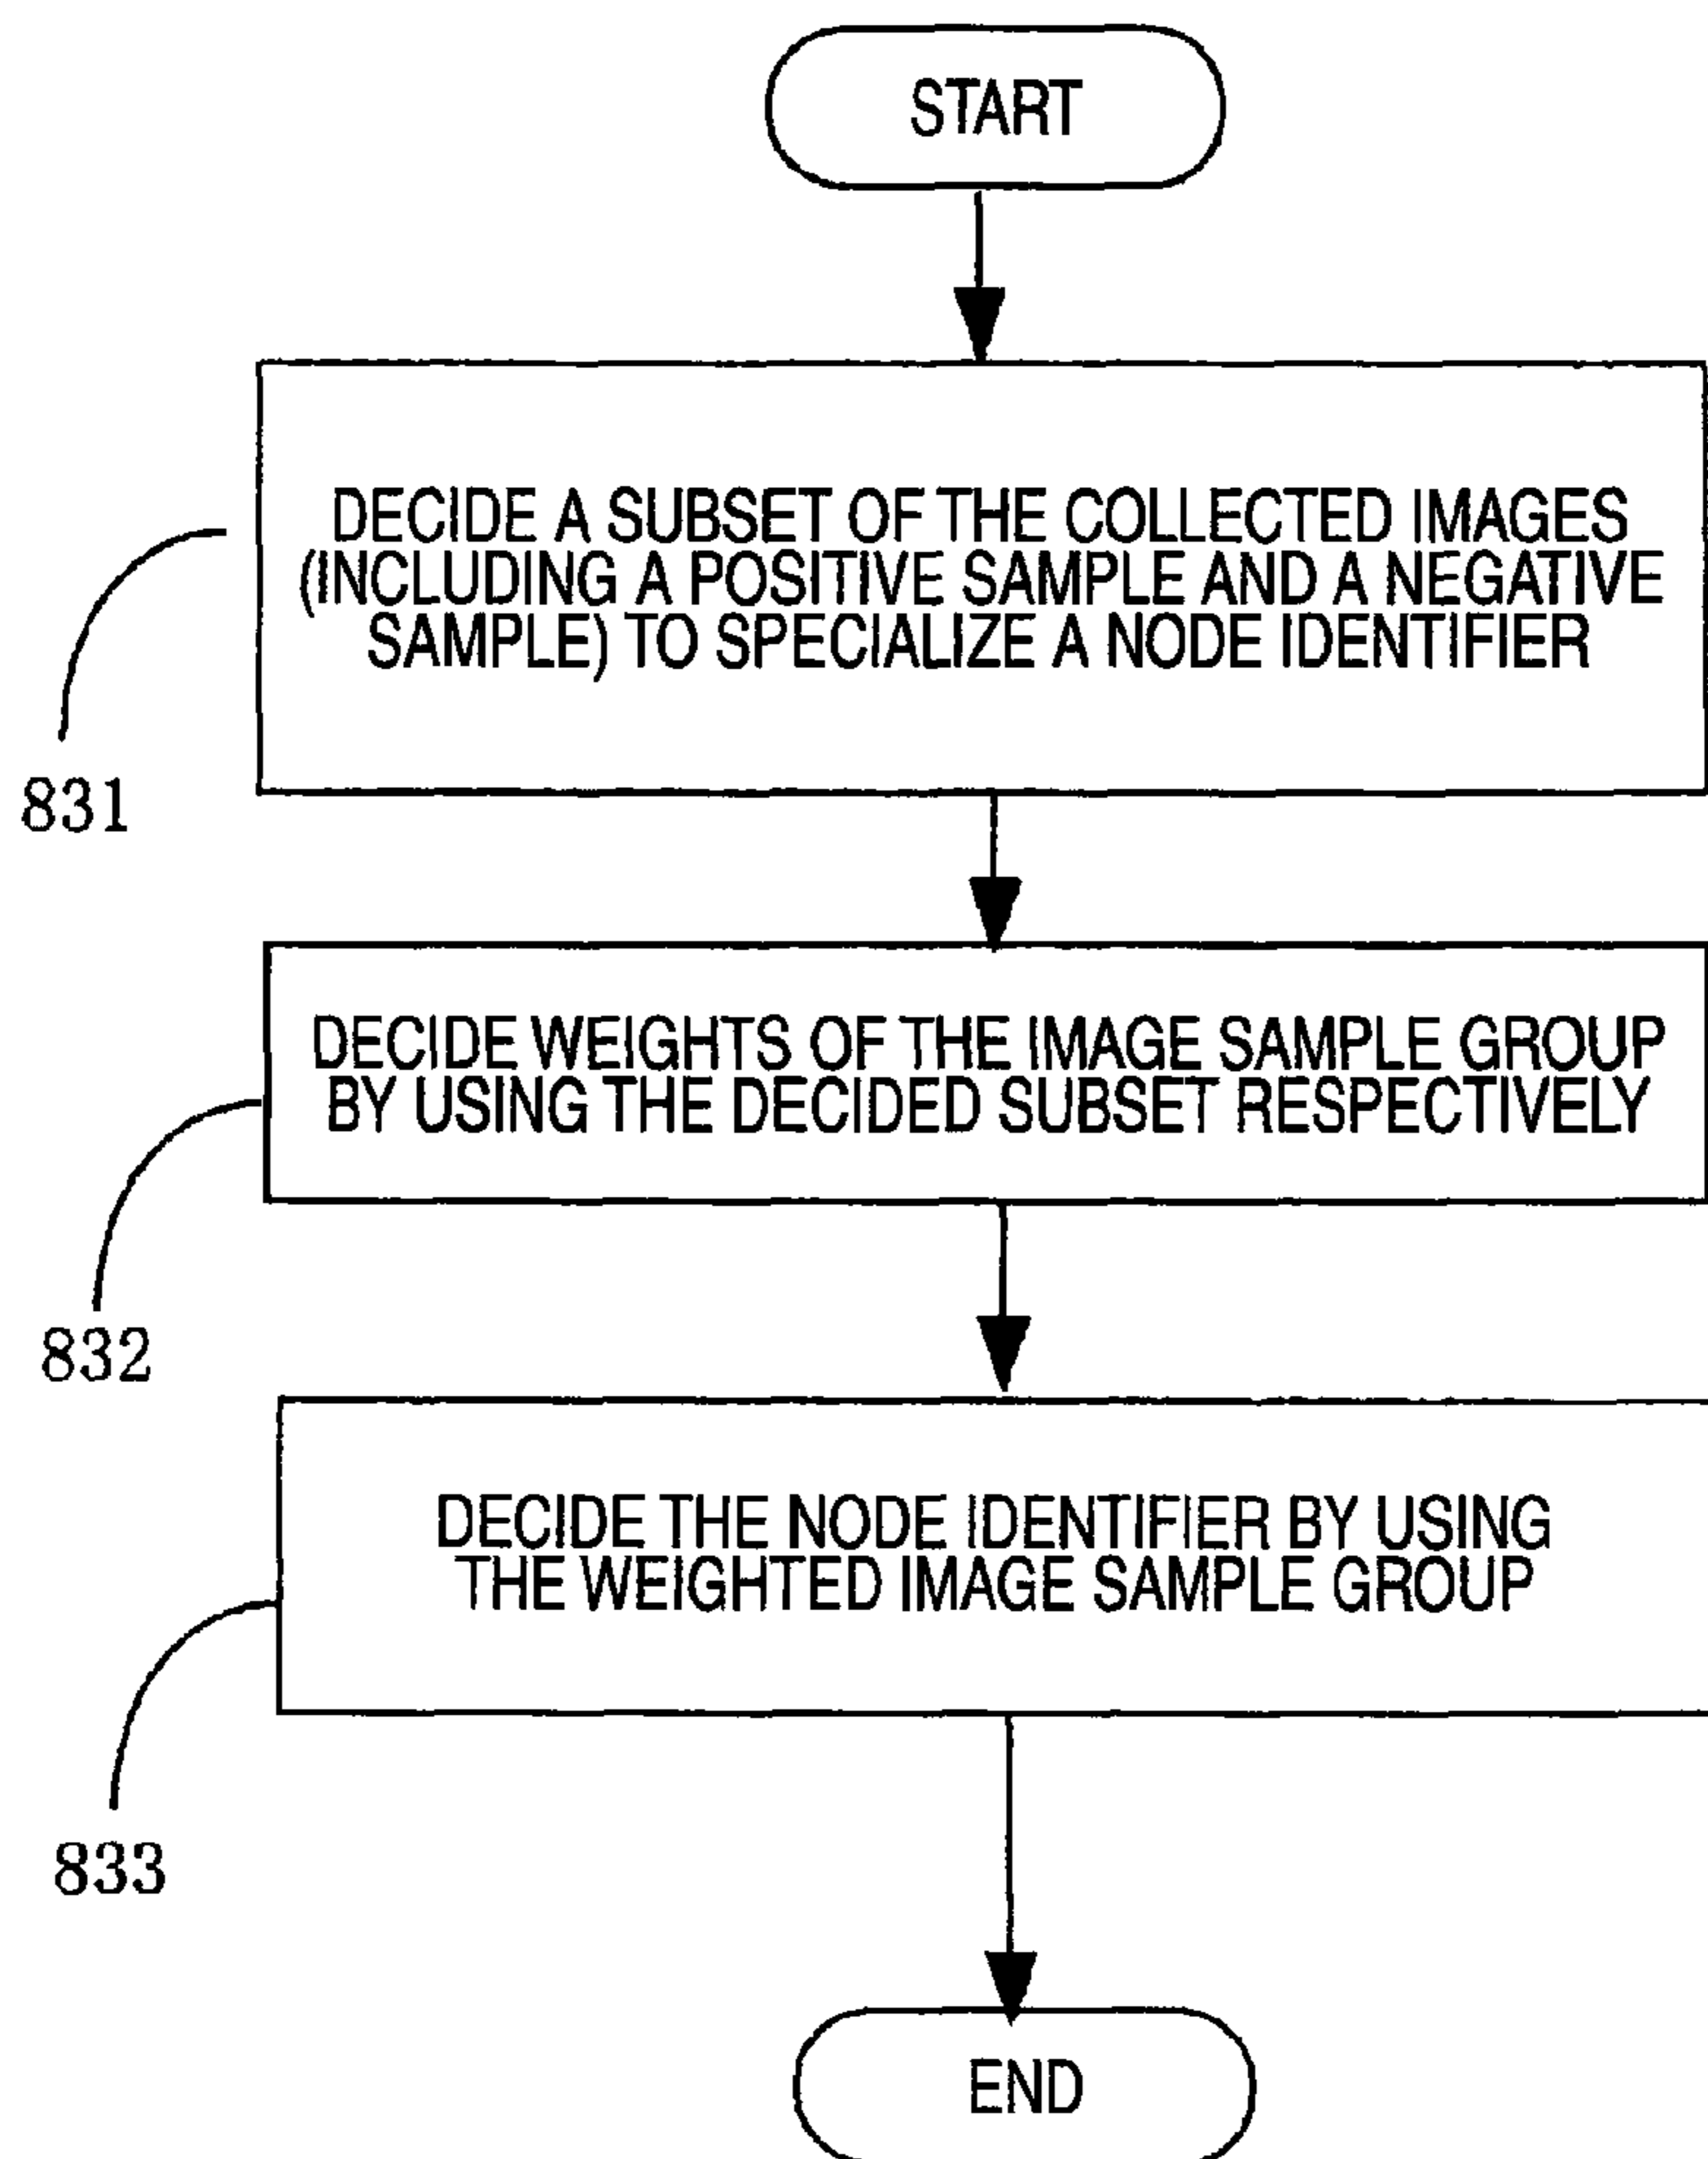 START
DECIDE A SUBSET OF THE COLLECTED IMAGES
(INCLUDING A POSITIVE SAMPLE AND A NEGATIVE
SAMPLE) TO SPECIALIZE A NODE IDENTIFIER
831
DECIDE WEIGHTS OF THE IMAGE SAMPLE GROUP
BY USING THE DECIDED SUBSET RESPECTIVELY
832
DECIDE THE NODE IDENTIFIER BY USING
THE WEIGHTED IMAGE SAMPLE GROUP
833
END